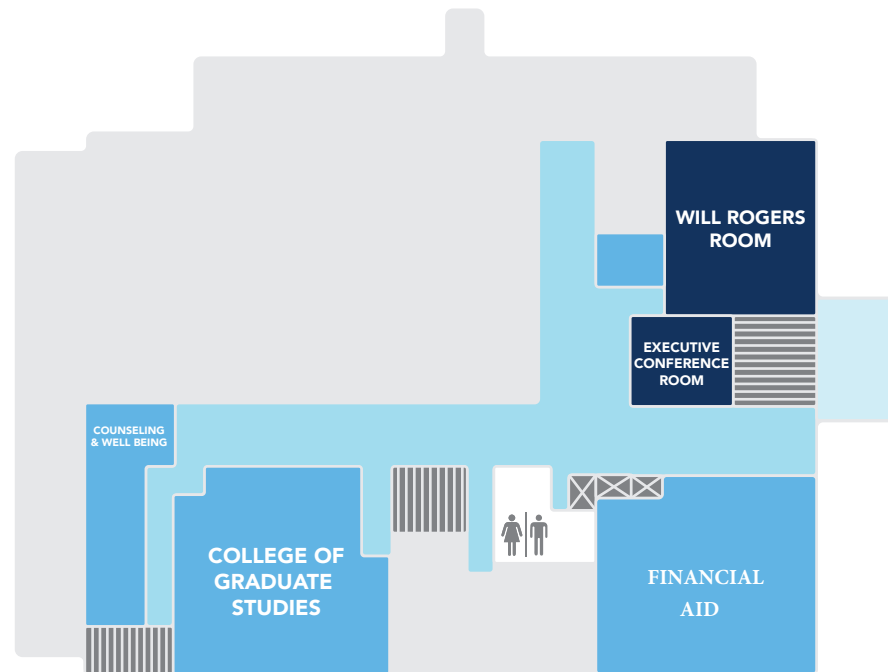 WILL ROGERS
ROOM
EXECUTIVE
CONFERENCE
ROOM
COUNSELING
& WELL BEING
COLLEGE OF
GRADUATE
STUDIES
FINANCIAL
AID